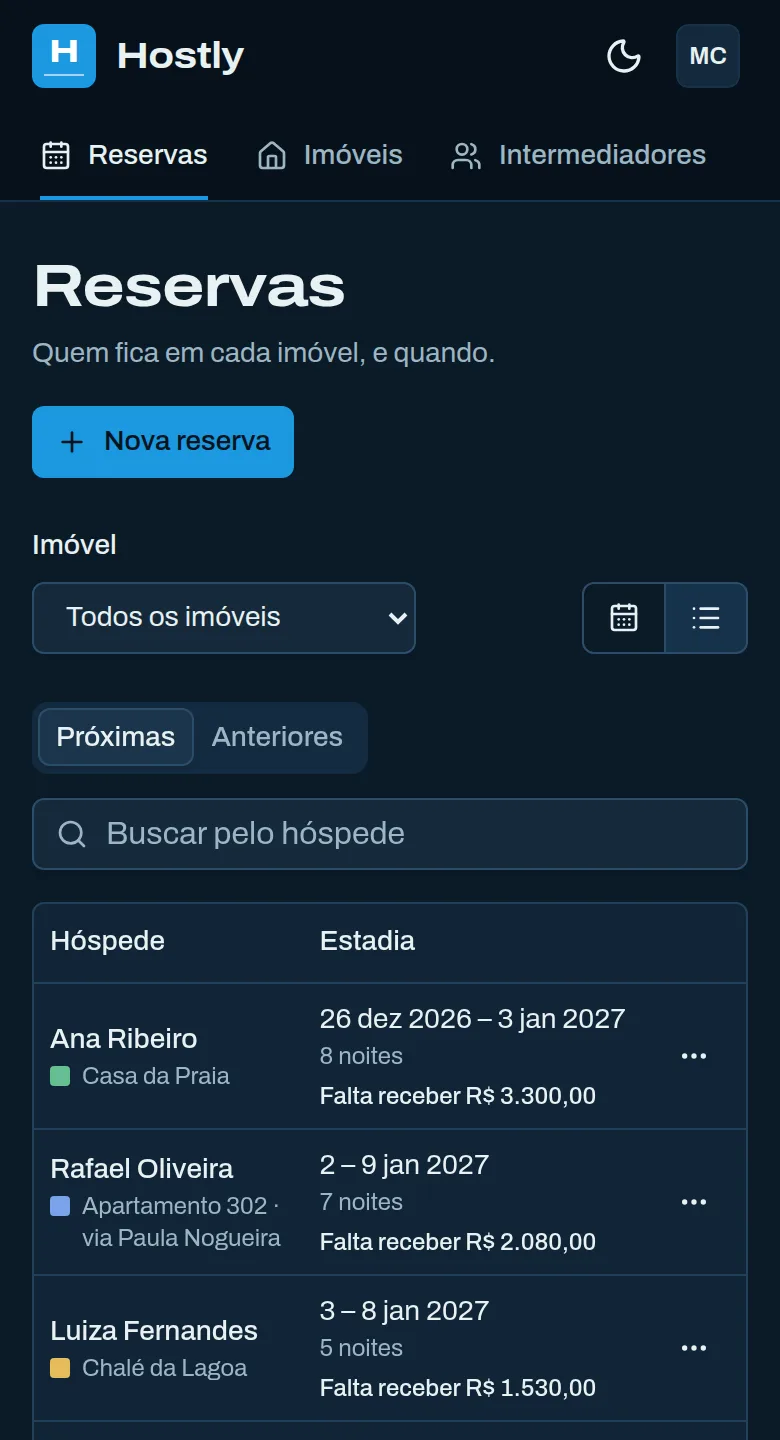 H Hostly MC
Reservas Imóveis Intermediadores
Reservas
Quem fica em cada imóvel, e quando.
Nova reserva
Imóvel
Todos os imóveis
Próximas Anteriores
Buscar pelo hóspede
Hóspede Estadia
Ana Ribeiro
Casa da Praia
26 dez 2026 – 3 jan 2027
8 noites
Falta receber R$ 3.300,00
Rafael Oliveira
Apartamento 302 ·
via Paula Nogueira
2 – 9 jan 2027
7 noites
Falta receber R$ 2.080,00
Luiza Fernandes
Chalé da Lagoa
3 – 8 jan 2027
5 noites
Falta receber R$ 1.530,00